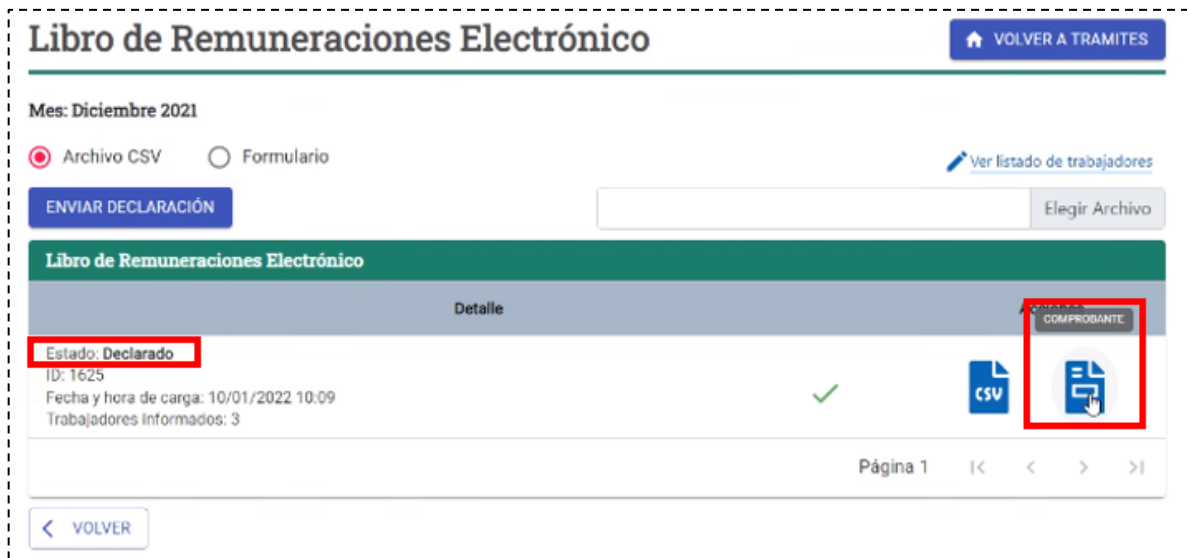 Libro de Remuneraciones Electrónico
VOLVER A TRAMITES
Mes: Diciembre 2021
Archivo CSV
Formulario
Ver listado de trabajadores
ENVIAR DECLARACIÓN
Elegir Archivo
Libro de Remuneraciones Electrónico
Detalle
Acciones
COMPROBANTE
Estado: Declarado
ID: 1625
Fecha y hora de carga: 10/01/2022 10:09
Trabajadores Informados: 3
CSV
Página 1
VOLVER